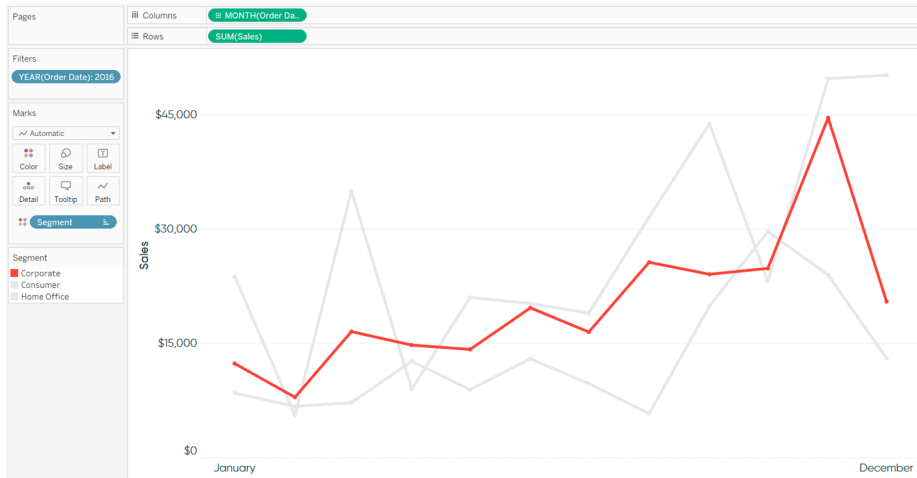 Pages
Columns
MONTH(Order Da..
Rows
SUM(Sales)
Filters
YEAR(Order Date): 2016
Marks
Automatic
Color
Size
Label
Detail
Tooltip
Path
Segment
Segment
Corporate
Consumer
Home Office
Sales
$45,000
$30,000
$15,000
$0
January
December